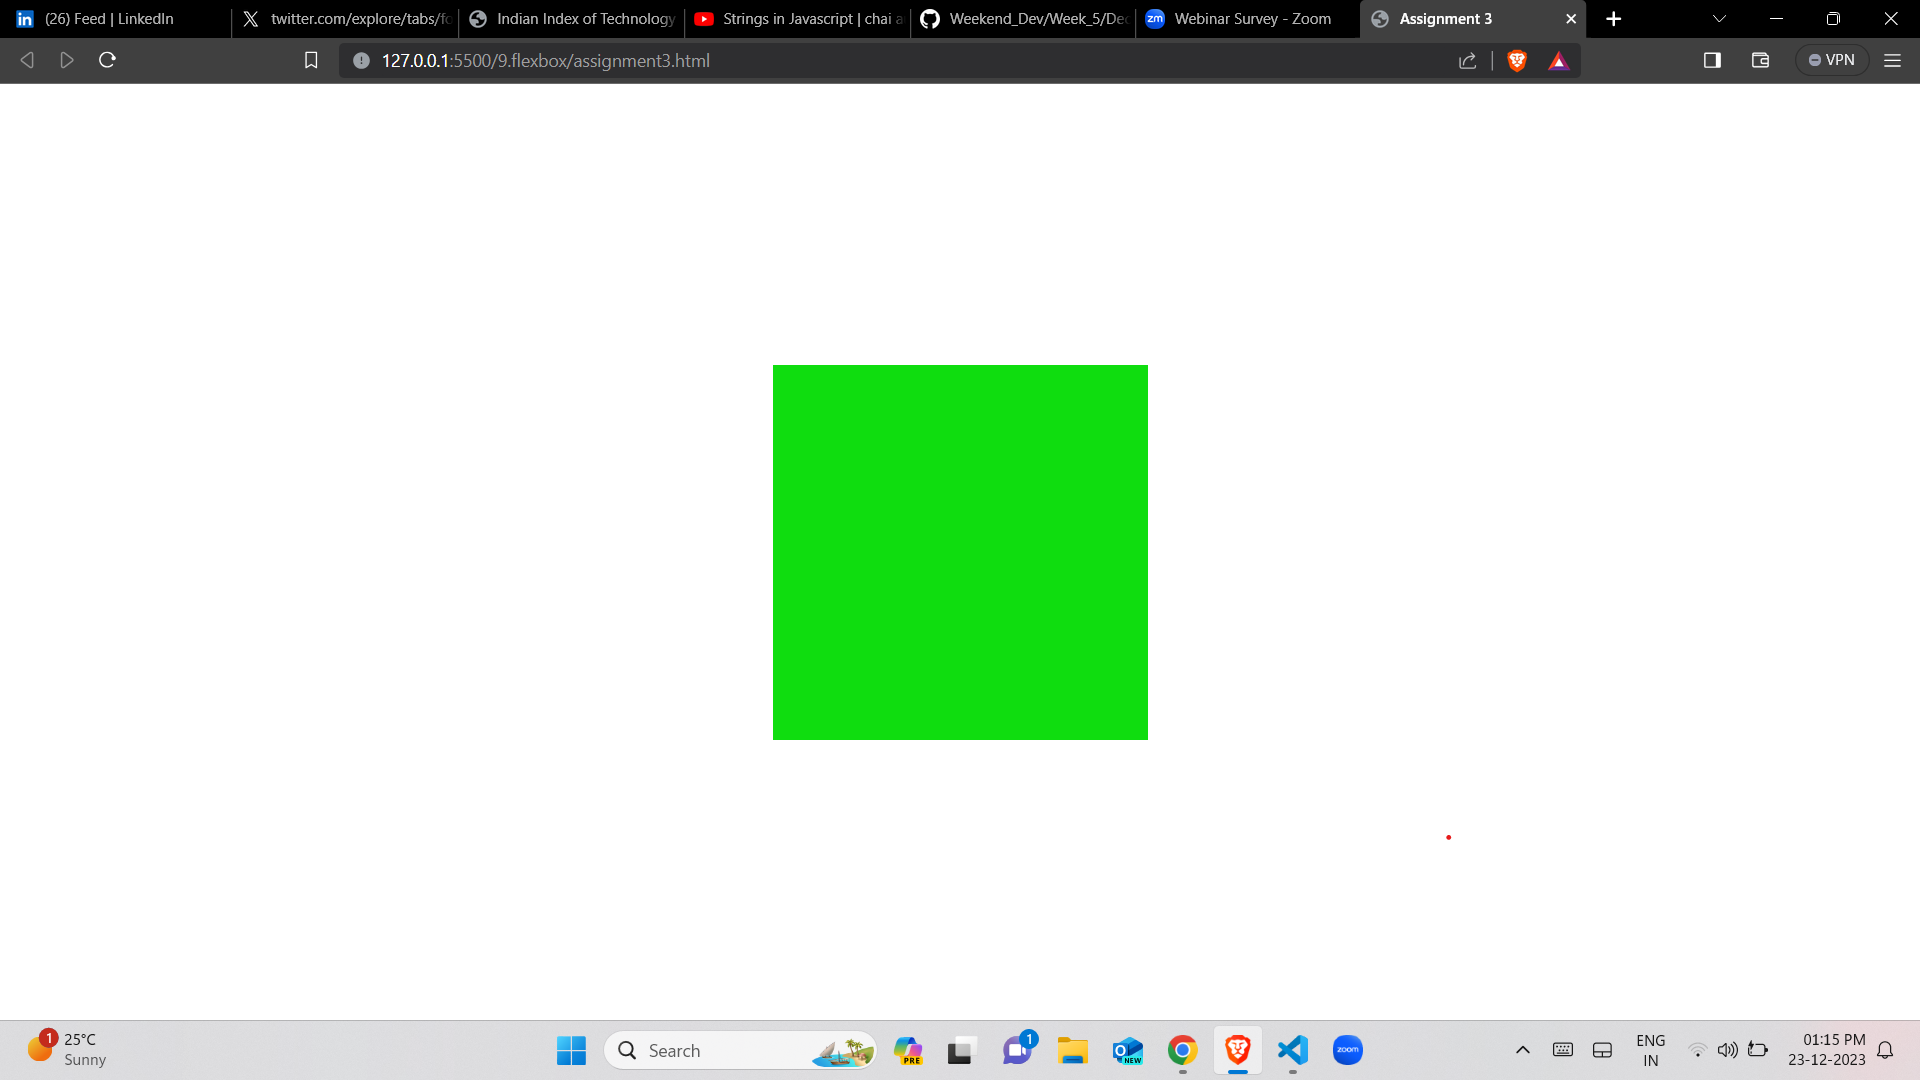 (26) Feed | LinkedIn
twitter.com/explore/tabs/fo
Indian Index of Technology
Strings in Javascript | chai a
Weekend_Dev/Week_5/Dec
Webinar Survey - Zoom
Assignment 3
127.0.0.1:5500/9.flexbox/assignment3.html
VPN
1
25°C
Sunny
Search
PRE
1
NEW
zoom
ENG
IN
01:15 PM
23-12-2023